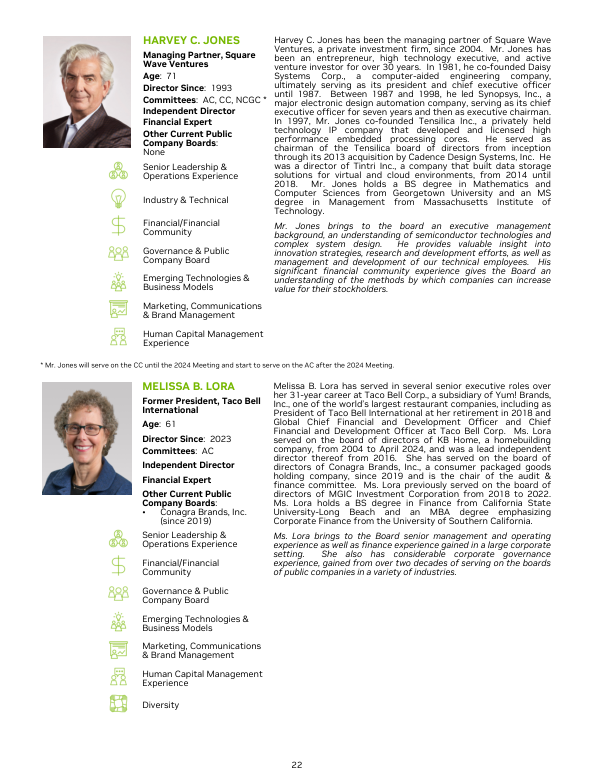 HARVEY C. JONES
Managing Partner, Square
Wave Ventures
Age: 71
Director Since: 1993
Committees: AC, CC, NCGC *
Independent Director
Financial Expert
Other Current Public
Company Boards:
None
Senior Leadership &
Operations Experience
Industry & Technical
Financial/Financial
Community
Governance & Public
Company Board
Emerging Technologies &
Business Models
Marketing, Communications
& Brand Management
Human Capital Management
Experience
Harvey C. Jones has been the managing partner of Square Wave
Ventures, a private investment firm, since 2004. Mr. Jones has
been an entrepreneur, high technology executive, and active
venture investor for over 30 years. In 1981, he co-founded Daisy
Systems Corp., a computer-aided engineering company,
ultimately serving as its president and chief executive officer
until 1987. Between 1987 and 1998, he led Synopsys, Inc., a
major electronic design automation company, serving as its chief
executive officer for seven years and then as executive chairman.
In 1997, Mr. Jones co-founded Tensilica Inc., a privately held
technology IP company that developed and licensed high
performance embedded processing cores. He served as
chairman of the Tensilica board of directors from inception
through its 2013 acquisition by Cadence Design Systems, Inc. He
was a director of Tintri Inc., a company that built data storage
solutions for virtual and cloud environments, from 2014 until
2018. Mr. Jones holds a BS degree in Mathematics and
Computer Sciences from Georgetown University and an MS
degree in Management from Massachusetts Institute of
Technology.
Mr. Jones brings to the board an executive management
background, an understanding of semiconductor technologies and
complex system design. He provides valuable insight into
innovation strategies, research and development efforts, as well as
management and development of our technical employees. His
significant financial community experience gives the Board an
understanding of the methods by which companies can increase
value for their stockholders.
* Mr. Jones will serve on the CC until the 2024 Meeting and start to serve on the AC after the 2024 Meeting.
MELISSA B. LORA
Former President, Taco Bell
International
Age: 61
Director Since: 2023
Committees: AC
Independent Director
Financial Expert
Other Current Public
Company Boards:
• Conagra Brands, Inc.
(since 2019)
Senior Leadership &
Operations Experience
Financial/Financial
Community
Governance & Public
Company Board
Emerging Technologies &
Business Models
Marketing, Communications
& Brand Management
Human Capital Management
Experience
Diversity
Melissa B. Lora has served in several senior executive roles over
her 31-year career at Taco Bell Corp., a subsidiary of Yum! Brands,
Inc., one of the world's largest restaurant companies, including as
President of Taco Bell International at her retirement in 2018 and
Global Chief Financial and Development Officer and Chief
Financial and Development Officer at Taco Bell Corp. Ms. Lora
served on the board of directors of KB Home, a homebuilding
company, from 2004 to April 2024, and was a lead independent
director thereof from 2016. She has served on the board of
directors of Conagra Brands, Inc., a consumer packaged goods
holding company, since 2019 and is the chair of the audit &
finance committee. Ms. Lora previously served on the board of
directors of MGIC Investment Corporation from 2018 to 2022.
Ms. Lora holds a BS degree in Finance from California State
University-Long Beach and an MBA degree emphasizing
Corporate Finance from the University of Southern California.
Ms. Lora brings to the Board senior management and operating
experience as well as finance experience gained in a large corporate
setting. She also has considerable corporate governance
experience, gained from over two decades of serving on the boards
of public companies in a variety of industries.
22